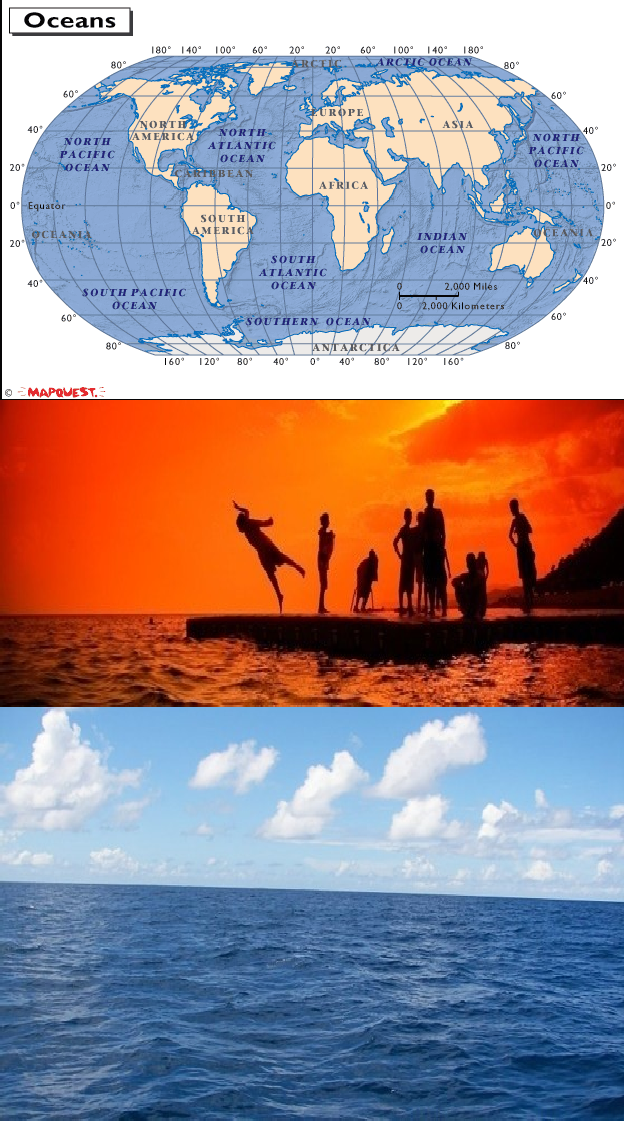 Oceans
180° 140° 100° 60° 20° 20° 60° 100° 140° 180°
80° ARCTIC ARCTIC OCEAN 80°
60° 60°
EUROPE
NORTH
AMERICA
ASIA
40° 40°
NORTH
PACIFIC
OCEAN
NORTH
ATLANTIC
OCEAN
NORTH
PACIFIC
OCEAN
20° 20°
CARIBBEAN
AFRICA
0° Equator 0°
SOUTH
AMERICA
OCEANIA OCEANIA
20° 20°
INDIAN
OCEAN
SOUTH
ATLANTIC
OCEAN
40° 40°
SOUTH PACIFIC
OCEAN
0 2,000 Miles
0 2,000 Kilometers
60° 60°
SOUTHERN OCEAN
80° ANTARCTICA 80°
160° 120° 80° 40° 0° 40° 80° 120° 160°
© MAPQUEST.